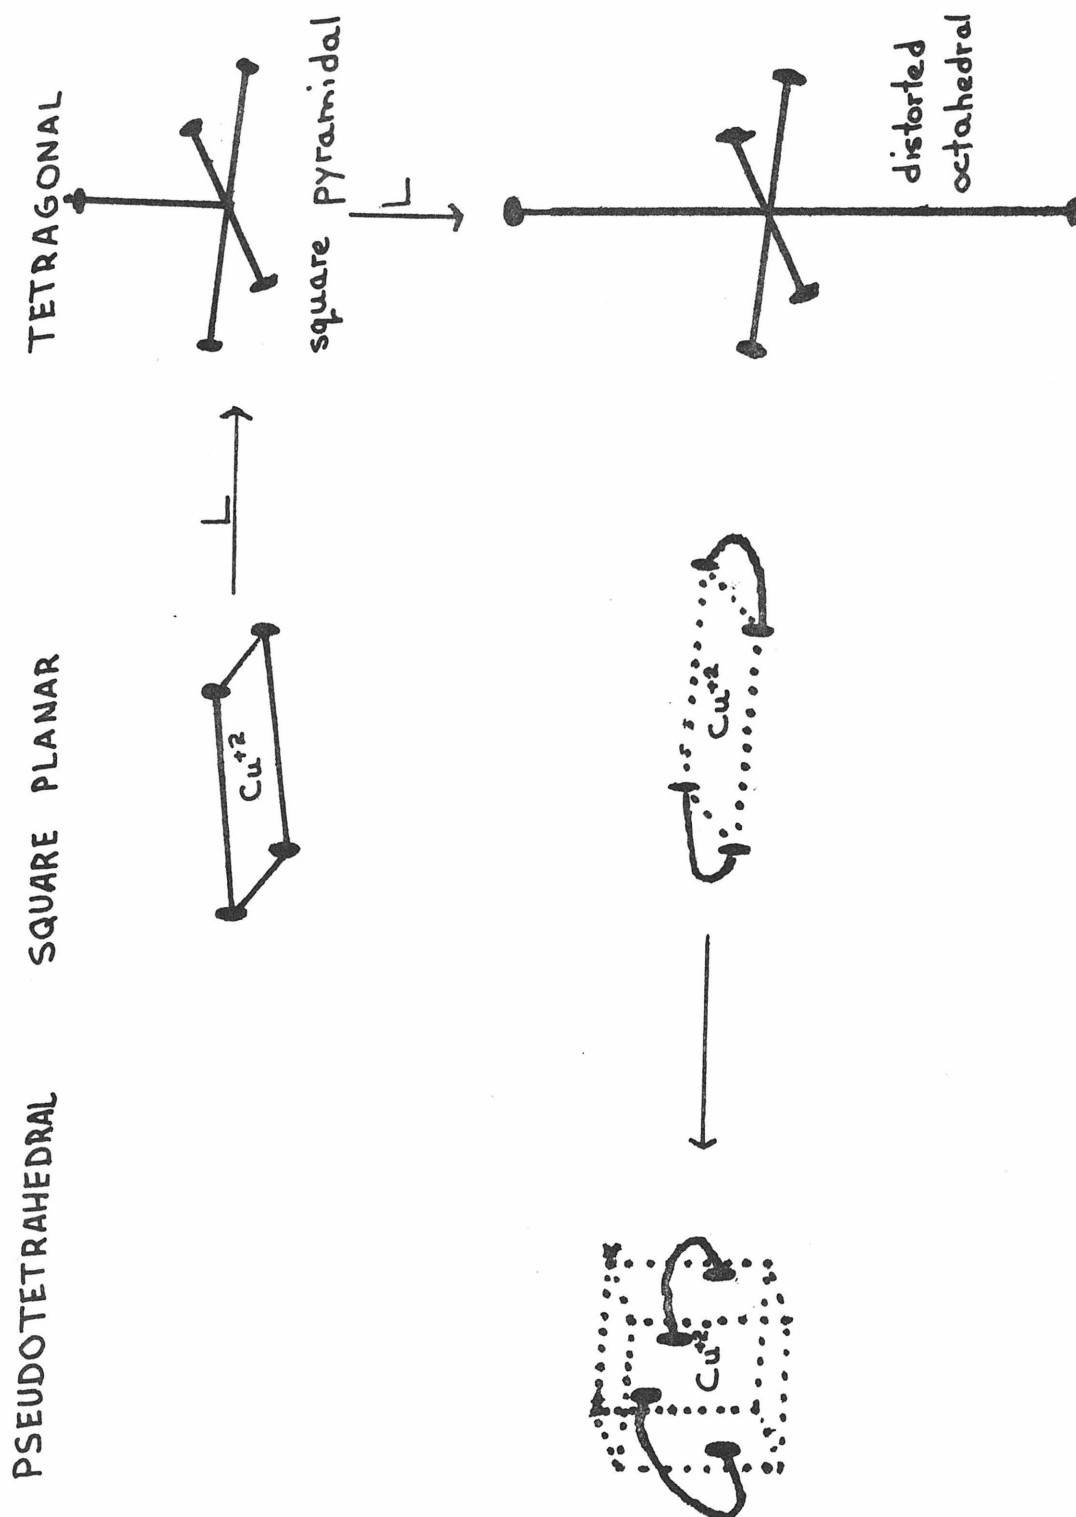 PSEUDOTETRAHEDRAL
SQUARE PLANAR
TETRAGONAL
Cu+2
L
square pyramidal
L
Cu+2
Cu+2
distorted
octahedral